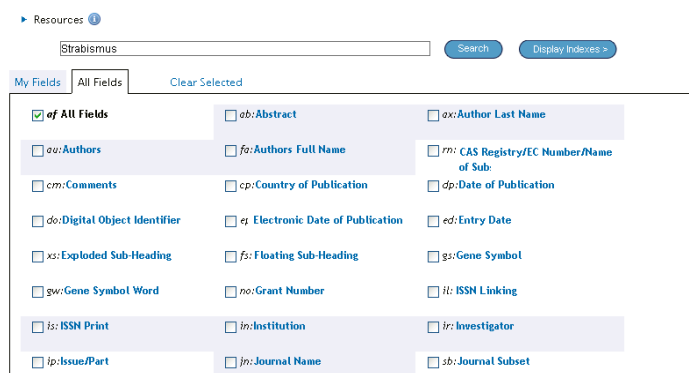 Resources
Strabismus Search Display Indexes >
My Fields All Fields Clear Selected
af All Fields ab: Abstract ax: Author Last Name
au: Authors fa: Authors Full Name rn: CAS Registry/EC Number/Name
of Sub:
cm: Comments cp: Country of Publication dp: Date of Publication
do: Digital Object Identifier ep Electronic Date of Publication ed: Entry Date
xs: Exploded Sub-Heading fs: Floating Sub-Heading gs: Gene Symbol
gw: Gene Symbol Word no: Grant Number il: ISSN Linking
is: ISSN Print in: Institution ir: Investigator
ip: Issue/Part jn: Journal Name sb: Journal Subset